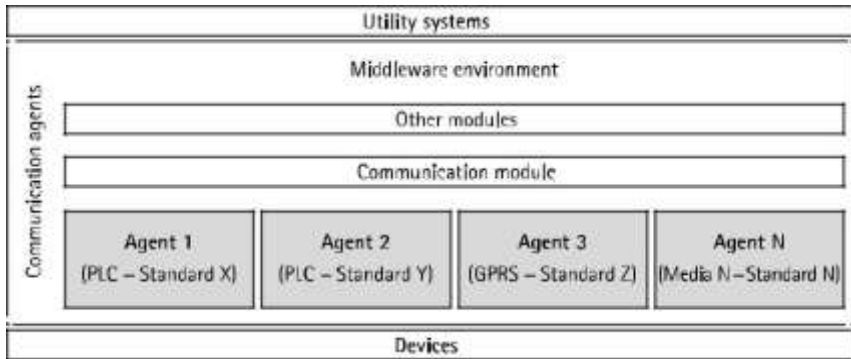 Utility systems
Middleware environment
Communication agents
Other modules
Communication module
Agent 1
(PLC – Standard X)
Agent 2
(PLC – Standard Y)
Agent 3
(GPRS – Standard Z)
Agent N
(Media N–Standard N)
Devices